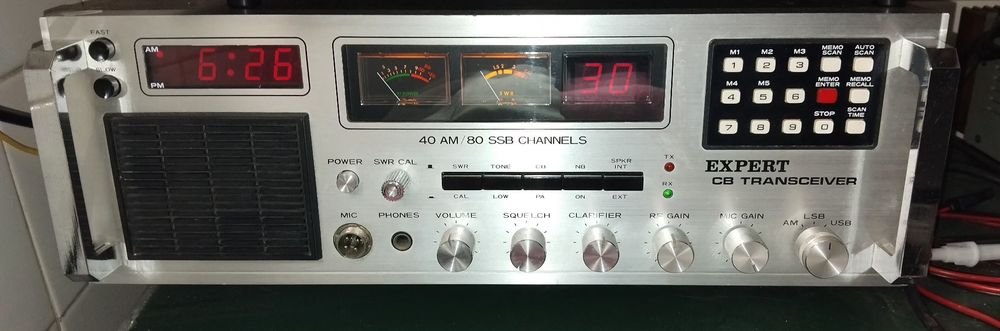 FAST
SLOW
AM
6:26
PM
SWR
30
40 AM/80 SSB CHANNELS
M1 M2 M3 MEMO SCAN AUTO SCAN
1 2 3
M4 M5 MEMO ENTER MEMO RECALL
4 5 6
STOP SCAN TIME
7 8 9 0
POWER SWR CAL
SWR TONE CB NB SPKR INT
CAL LOW PA ON EXT
TX
RX
EXPERT
CB TRANSCEIVER
MIC PHONES VOLUME SQUELCH CLARIFIER RF GAIN MIC GAIN
AM LSB USB